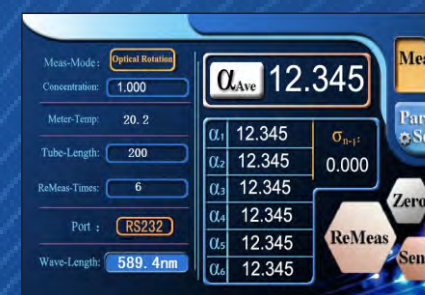 Meas-Mode: Optical Rotation
Concentration: 1.000
Meter-Temp: 20.2
Tube-Length: 200
ReMeas-Times: 6
Port : RS232
Wave-Length: 589.4nm
αAve 12.345
α1 12.345
α2 12.345
α3 12.345
α4 12.345
α5 12.345
α6 12.345
σn-1:
0.000
ReMeas
Zero